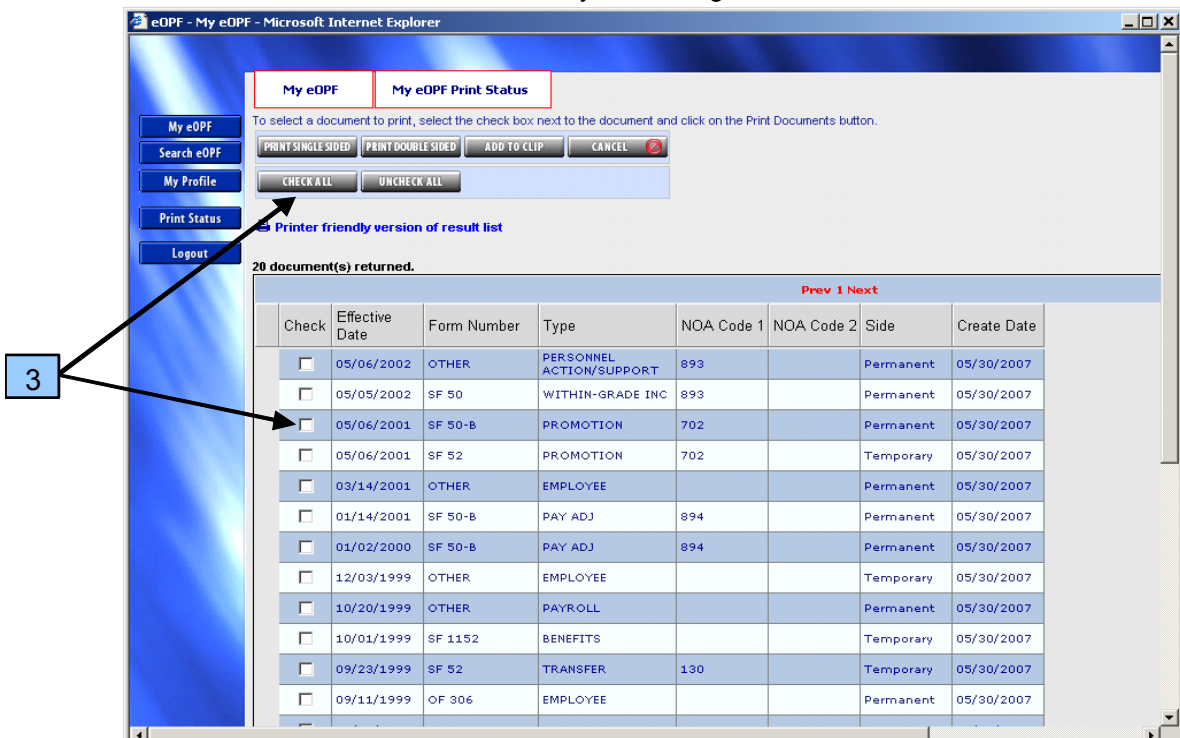 eOPF - My eOPF - Microsoft Internet Explorer
My eOPF
My eOPF Print Status
To select a document to print, select the check box next to the document and click on the Print Documents button.
PRINT SINGLE SIDED PRINT DOUBLE SIDED ADD TO CLIP CANCEL
CHECK ALL UNCHECK ALL
My eOPF
Search eOPF
My Profile
Print Status
Logout
Printer friendly version of result list
20 document(s) returned.
Prev 1 Next
Check Effective Date Form Number Type NOA Code 1 NOA Code 2 Side Create Date
05/06/2002 OTHER PERSONNEL ACTION/SUPPORT 893 Permanent 05/30/2007
05/05/2002 SF 50 WITHIN-GRADE INC 893 Permanent 05/30/2007
05/06/2001 SF 50-B PROMOTION 702 Permanent 05/30/2007
05/06/2001 SF 52 PROMOTION 702 Temporary 05/30/2007
03/14/2001 OTHER EMPLOYEE Permanent 05/30/2007
01/14/2001 SF 50-B PAY ADJ 894 Permanent 05/30/2007
01/02/2000 SF 50-B PAY ADJ 894 Permanent 05/30/2007
12/03/1999 OTHER EMPLOYEE Temporary 05/30/2007
10/20/1999 OTHER PAYROLL Permanent 05/30/2007
10/01/1999 SF 1152 BENEFITS Temporary 05/30/2007
09/23/1999 SF 52 TRANSFER 130 Temporary 05/30/2007
09/11/1999 OF 306 EMPLOYEE Permanent 05/30/2007
3